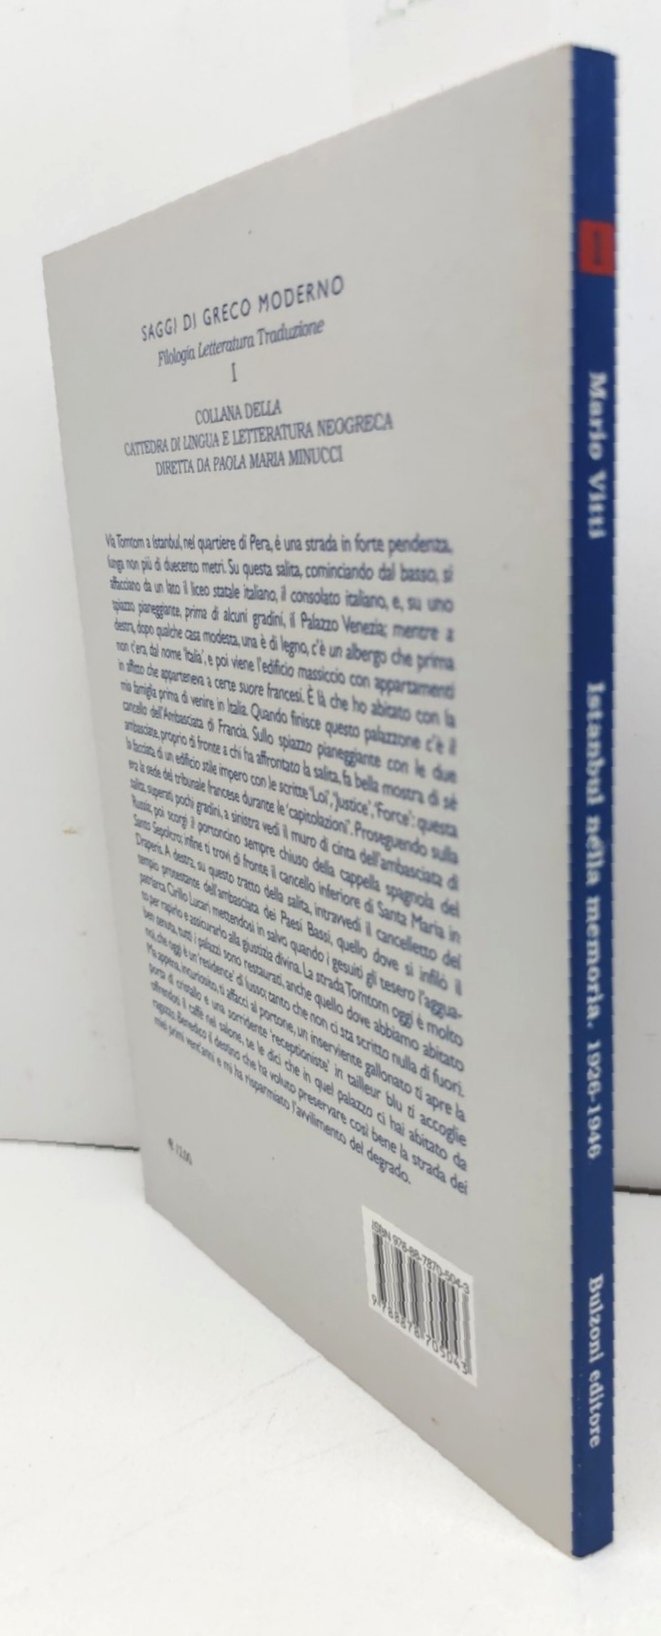 SAGGI DI GRECO MODERNO
Filologia Letteratura Traduzione
I
COLLANA DELLA
CATTEDRA DI LINGUA E LETTERATURA NEOGRECA
DIRETTA DA PAOLA MARIA MINUCCI
Via Tomtom a Istanbul, nel quartiere di Pera, è una strada in forte pendenza,
lunga non più di duecento metri. Su questa salita, cominciando dal basso, si
affacciano da un lato il liceo statale italiano, il consolato italiano, e, su uno
spiazzo pianeggiante, prima di alcuni gradini, il Palazzo Venezia; mentre a
destra, dopo qualche casa modesta, una è di legno, c'è un albergo che prima
non c'era, dal nome 'Italia', e poi viene l'edificio massiccio con appartamenti
in affitto che apparteneva a certe suore francesi. È là che ho abitato con la
mia famiglia prima di venire in Italia. Quando finisce questo palazzone c'è il
cancello dell'Ambasciata di Francia. Sullo spiazzo pianeggiante con le due
ambasciate, proprio di fronte a chi ha affrontato la salita, fa bella mostra di sé
la facciata di un edificio stile impero con le scritte 'Loi', 'Justice', 'Force': questa
era la sede del tribunale francese durante le 'capitolazioni'. Proseguendo sulla
salita, superati pochi gradini, a sinistra vedi il muro di cinta dell'ambasciata di
Russia; poi scorgi il portoncino sempre chiuso della cappella spagnola del
Santo Sepolcro; infine ti trovi di fronte il cancello inferiore di Santa Maria in
Draperis. A destra, su questo tratto della salita, intravvedi il cancelletto del
tempio protestante dell'ambasciata dei Paesi Bassi, quello dove si infilò il
patriarca Cirillo Lucari mettendosi in salvo quando i gesuiti gli tesero l'aggua-
to per rapirlo e assicurarlo alla giustizia divina. La strada Tomtom oggi è molto
ben tenuta, tutti i palazzi sono restaurati, anche quello dove abbiamo abitato
noi, che oggi è un 'residence' di lusso; tanto che non ci sta scritto nulla di fuori.
Ma appena, incuriosito, ti affacci al portone, un inserviente gallonato ti apre la
porta di cristallo e una sorridente 'receptioniste' in tailleur blu ti accoglie
offrendoti il caffè nel salone, se le dici che in quel palazzo ci hai abitato da
ragazzo. Benedico il destino che ha voluto preservare così bene la strada dei
miei primi vent'anni e mi ha risparmiato l'avvilimento del degrado.
€ 12,00
ISBN 978-88-7870-504-3
9 788878 705043
Mario Vitti Istanbul nella memoria. 1926-1946 Bulzoni editore